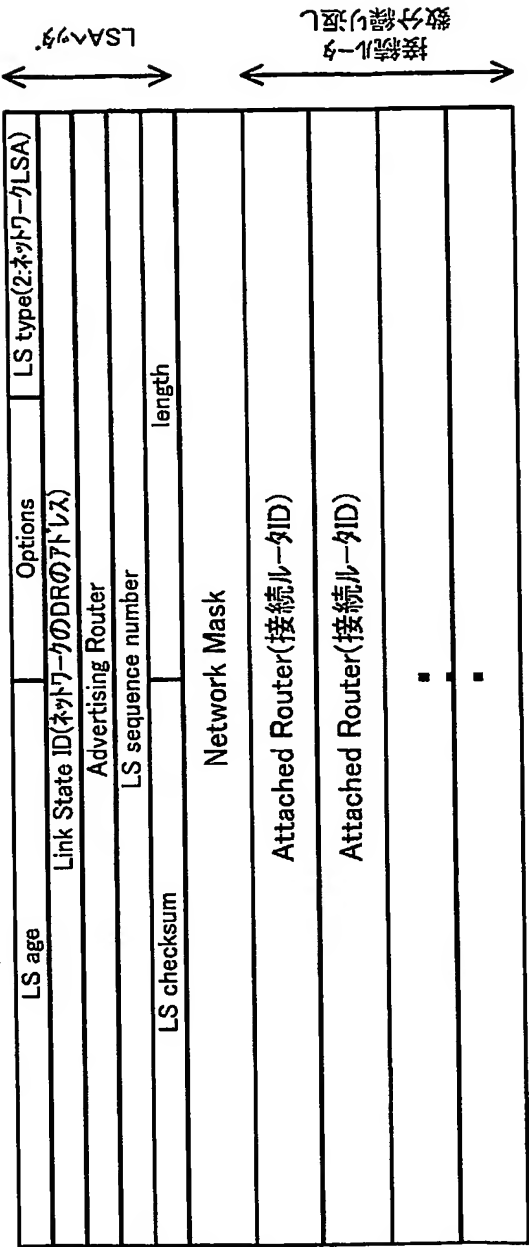 LS age
Options
LS type(2:ネットワークLSA)
Link State ID(ネットワークのDRのアドレス)
Advertising Router
LS sequence number
LS checksum
length
Network Mask
Attached Router(接続ルータID)
Attached Router(接続ルータID)
LSAヘッダ
接続ルータ
数分繰り返し